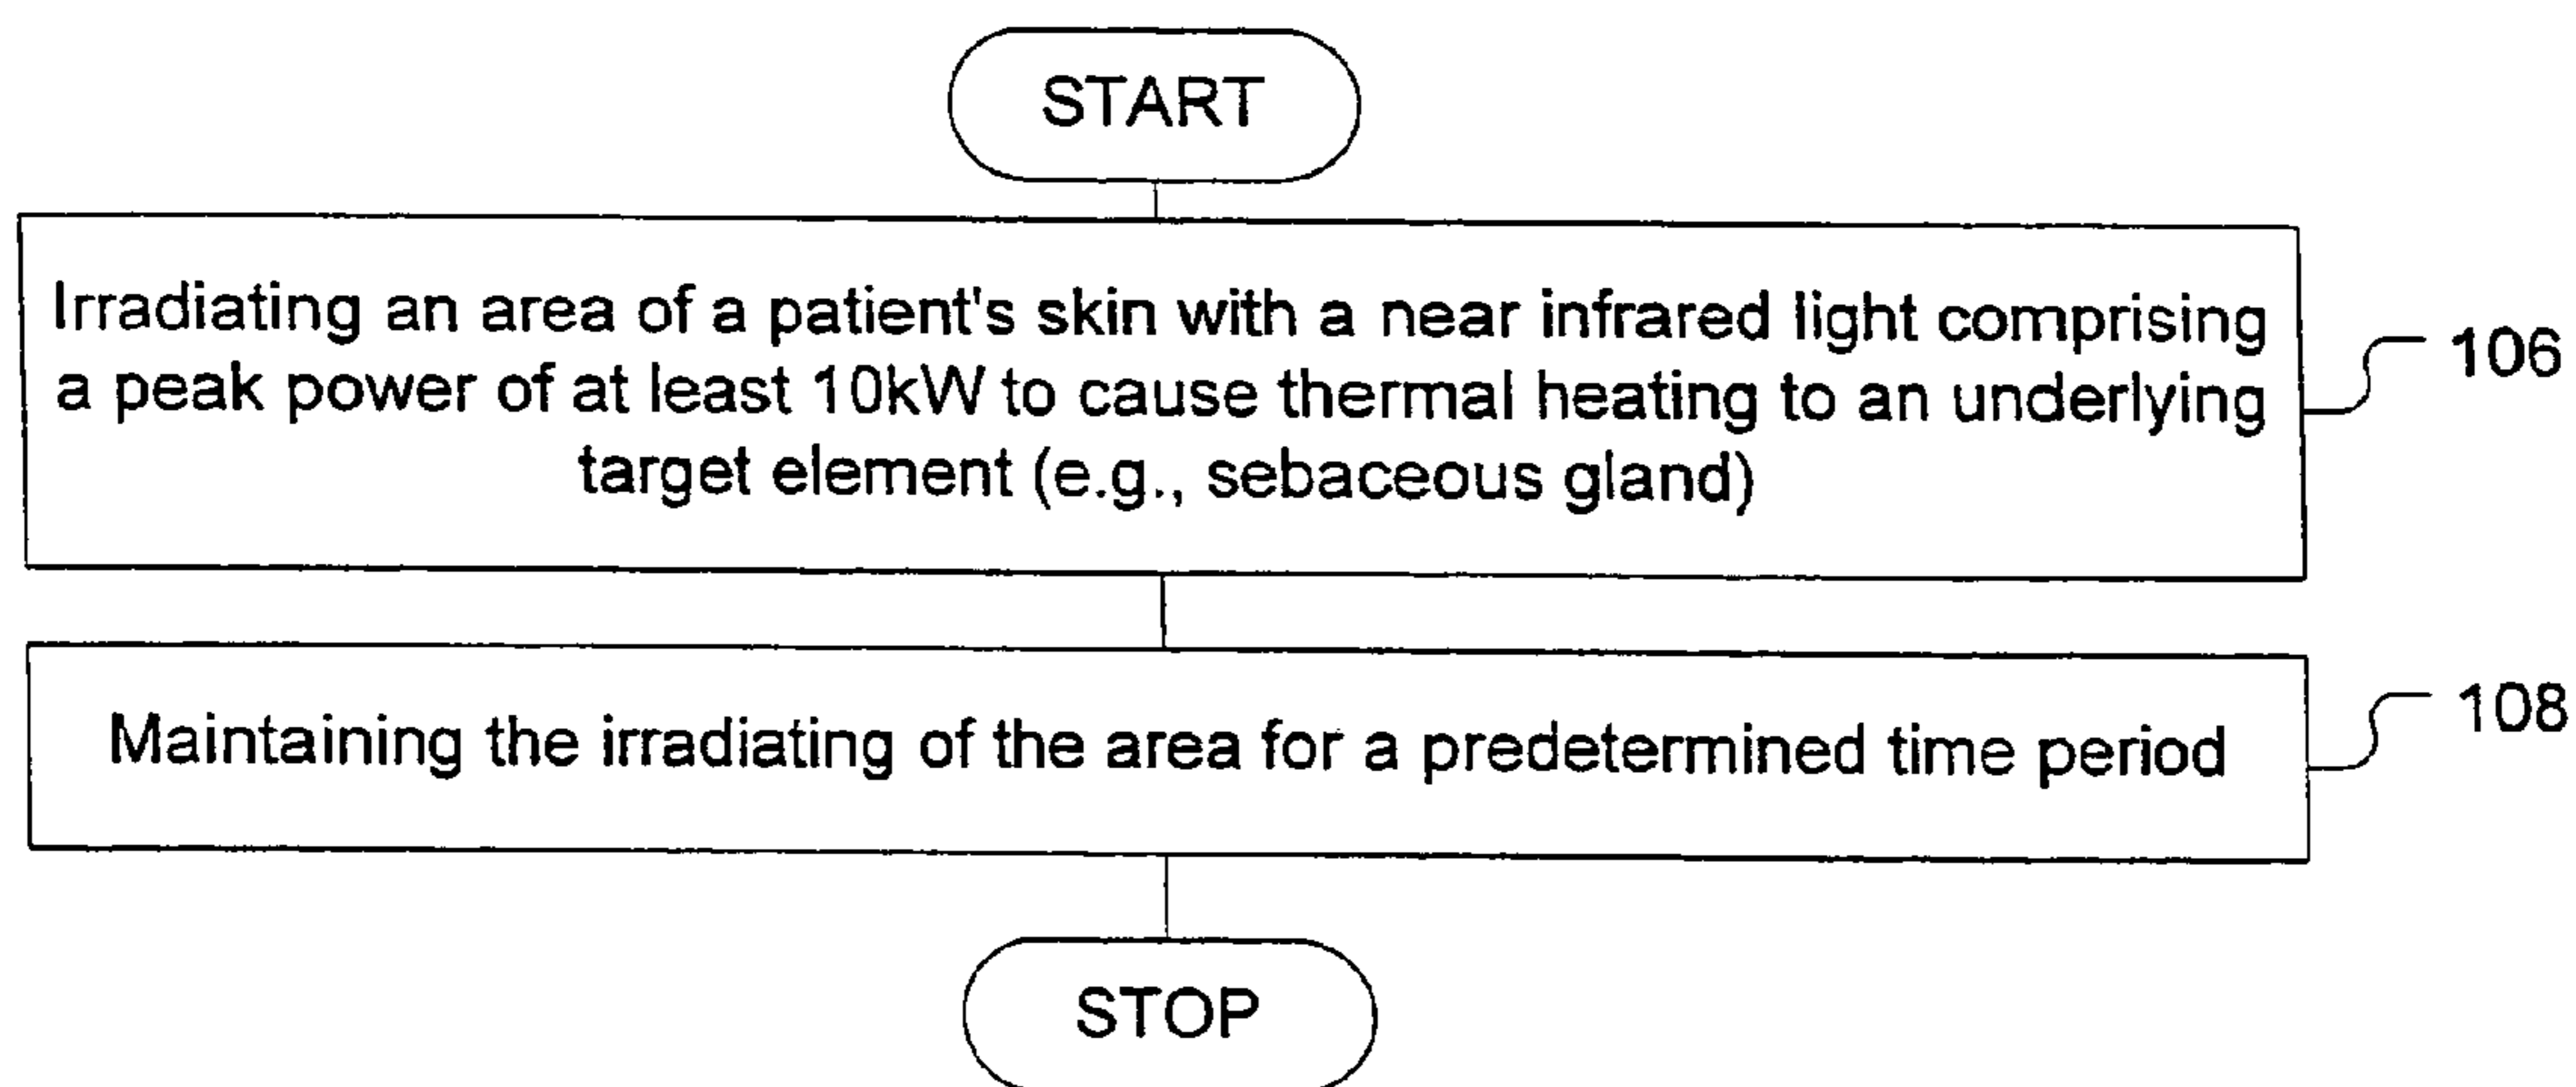 START
Irradiating an area of a patient's skin with a near infrared light comprising
a peak power of at least 10kW to cause thermal heating to an underlying
target element (e.g., sebaceous gland)
106
Maintaining the irradiating of the area for a predetermined time period
108
STOP